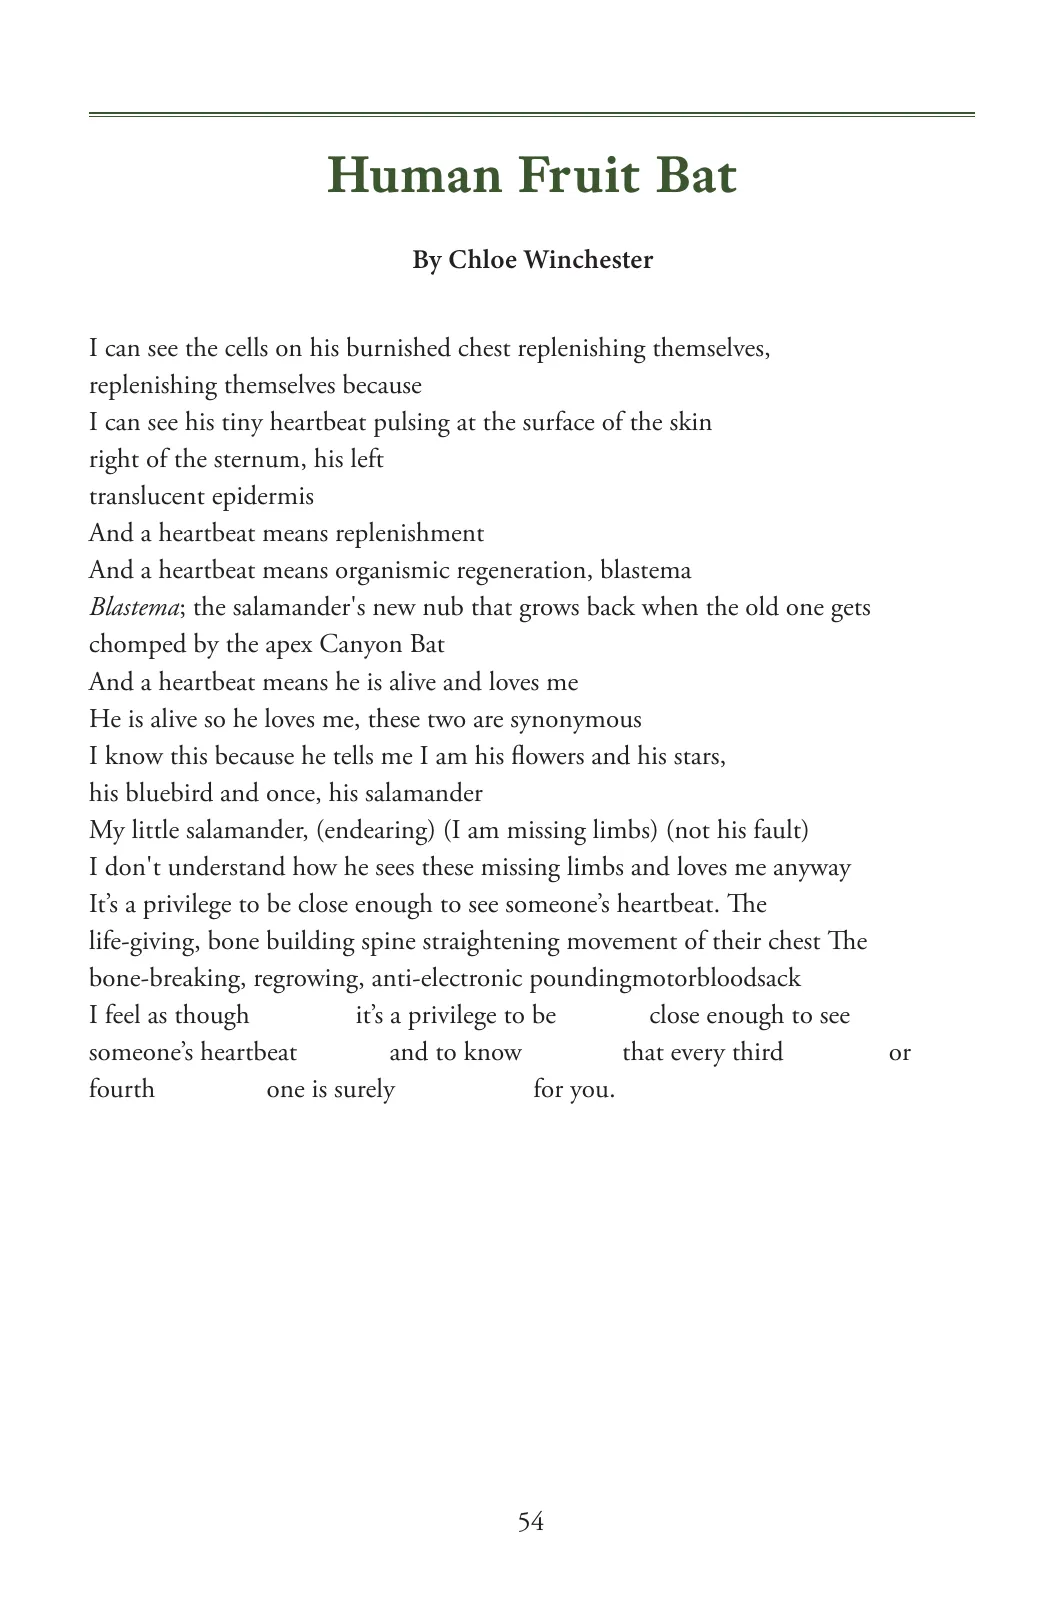 Human Fruit Bat
By Chloe Winchester
I can see the cells on his burnished chest replenishing themselves,
replenishing themselves because
I can see his tiny heartbeat pulsing at the surface of the skin
right of the sternum, his left
translucent epidermis
And a heartbeat means replenishment
And a heartbeat means organismic regeneration, blastema
Blastema; the salamander's new nub that grows back when the old one gets
chomped by the apex Canyon Bat
And a heartbeat means he is alive and loves me
He is alive so he loves me, these two are synonymous
I know this because he tells me I am his flowers and his stars,
his bluebird and once, his salamander
My little salamander, (endearing) (I am missing limbs) (not his fault)
I don't understand how he sees these missing limbs and loves me anyway
It’s a privilege to be close enough to see someone’s heartbeat. The
life-giving, bone building spine straightening movement of their chest The
bone-breaking, regrowing, anti-electronic poundingmotorbloodsack
I feel as though it’s a privilege to be close enough to see
someone’s heartbeat and to know that every third or
fourth one is surely for you.
54